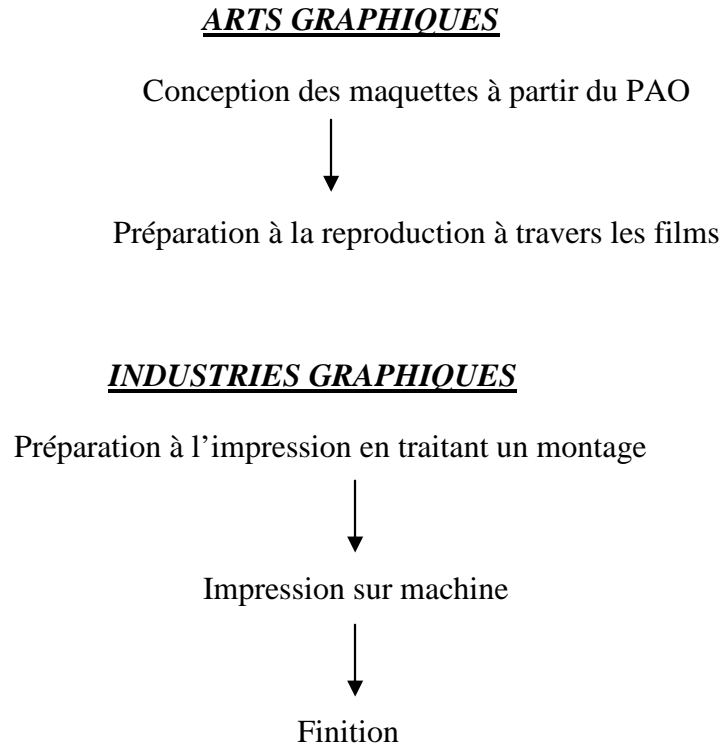 ARTS GRAPHIQUES
Conception des maquettes à partir du PAO
Préparation à la reproduction à travers les films
INDUSTRIES GRAPHIQUES
Préparation à l’impression en traitant un montage
Impression sur machine
Finition